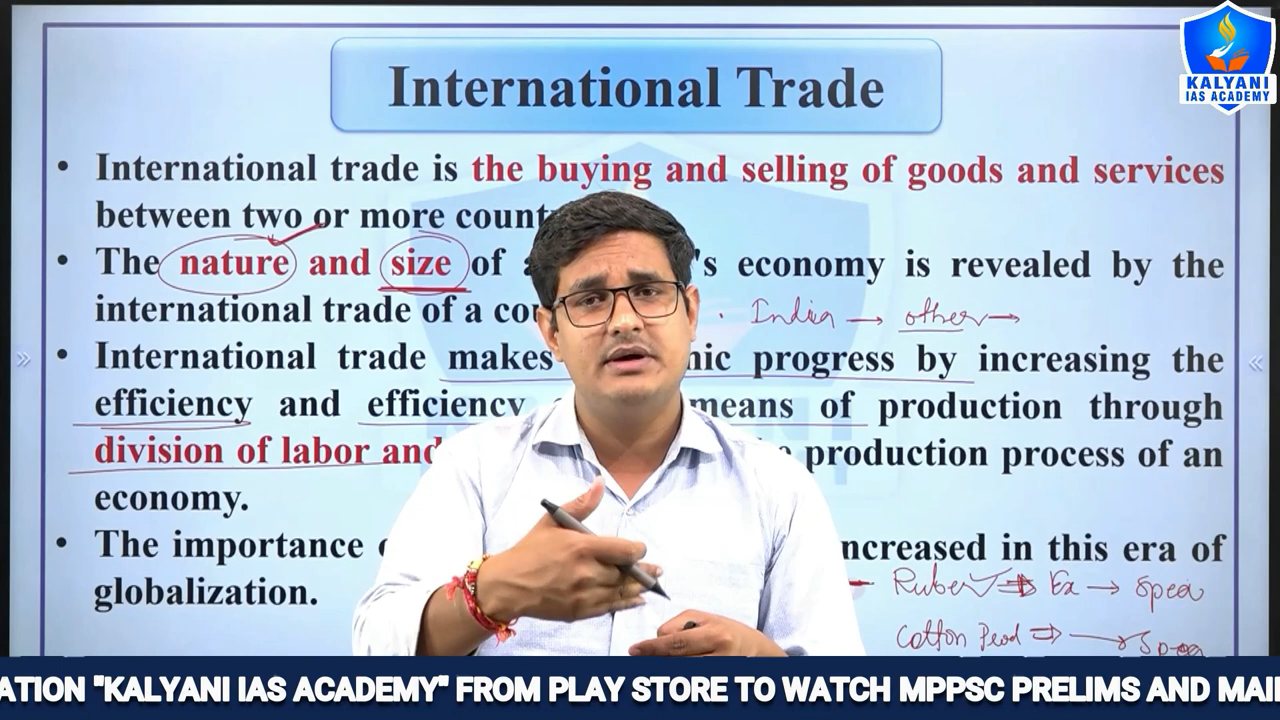 International Trade
KALYANI
IAS ACADEMY
• International trade is the buying and selling of goods and services
between two or more count
• The nature and size of a 's economy is revealed by the
international trade of a cou
India → other →
• International trade makes nic progress by increasing the
efficiency and efficiency means of production through
division of labor and production process of an
economy.
• The importance ncreased in this era of
globalization.
Ruber Ex →
Cotton
ATION "KALYANI IAS ACADEMY" FROM PLAY STORE TO WATCH MPPSC PRELIMS AND MAI